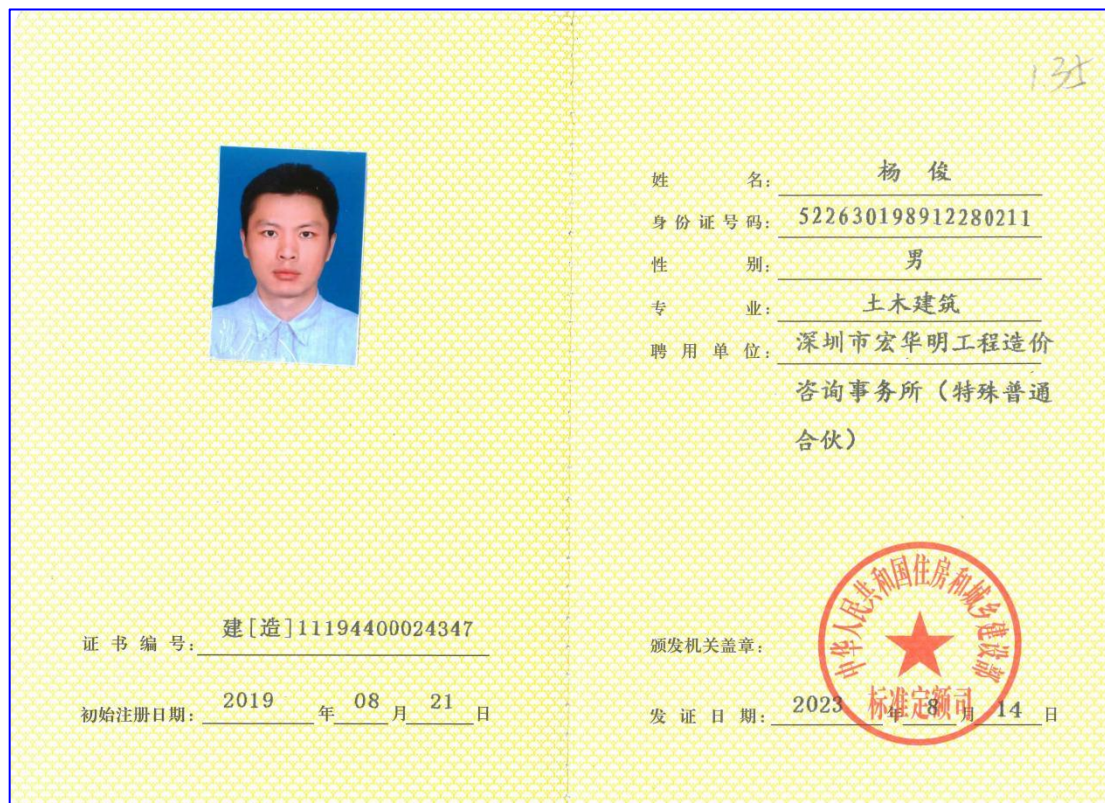 1.35
姓名: 杨 俊
身份证号码: 522630198912280211
性别: 男
专业: 土木建筑
聘用单位: 深圳市宏华明工程造价
咨询事务所（特殊普通
合伙）
证书编号: 建[造]11194400024347
初始注册日期: 2019 年 08 月 21 日
颁发机关盖章:
中华人民共和国住房和城乡建设部
标准定额司
发证日期: 2023 年 8 月 14 日